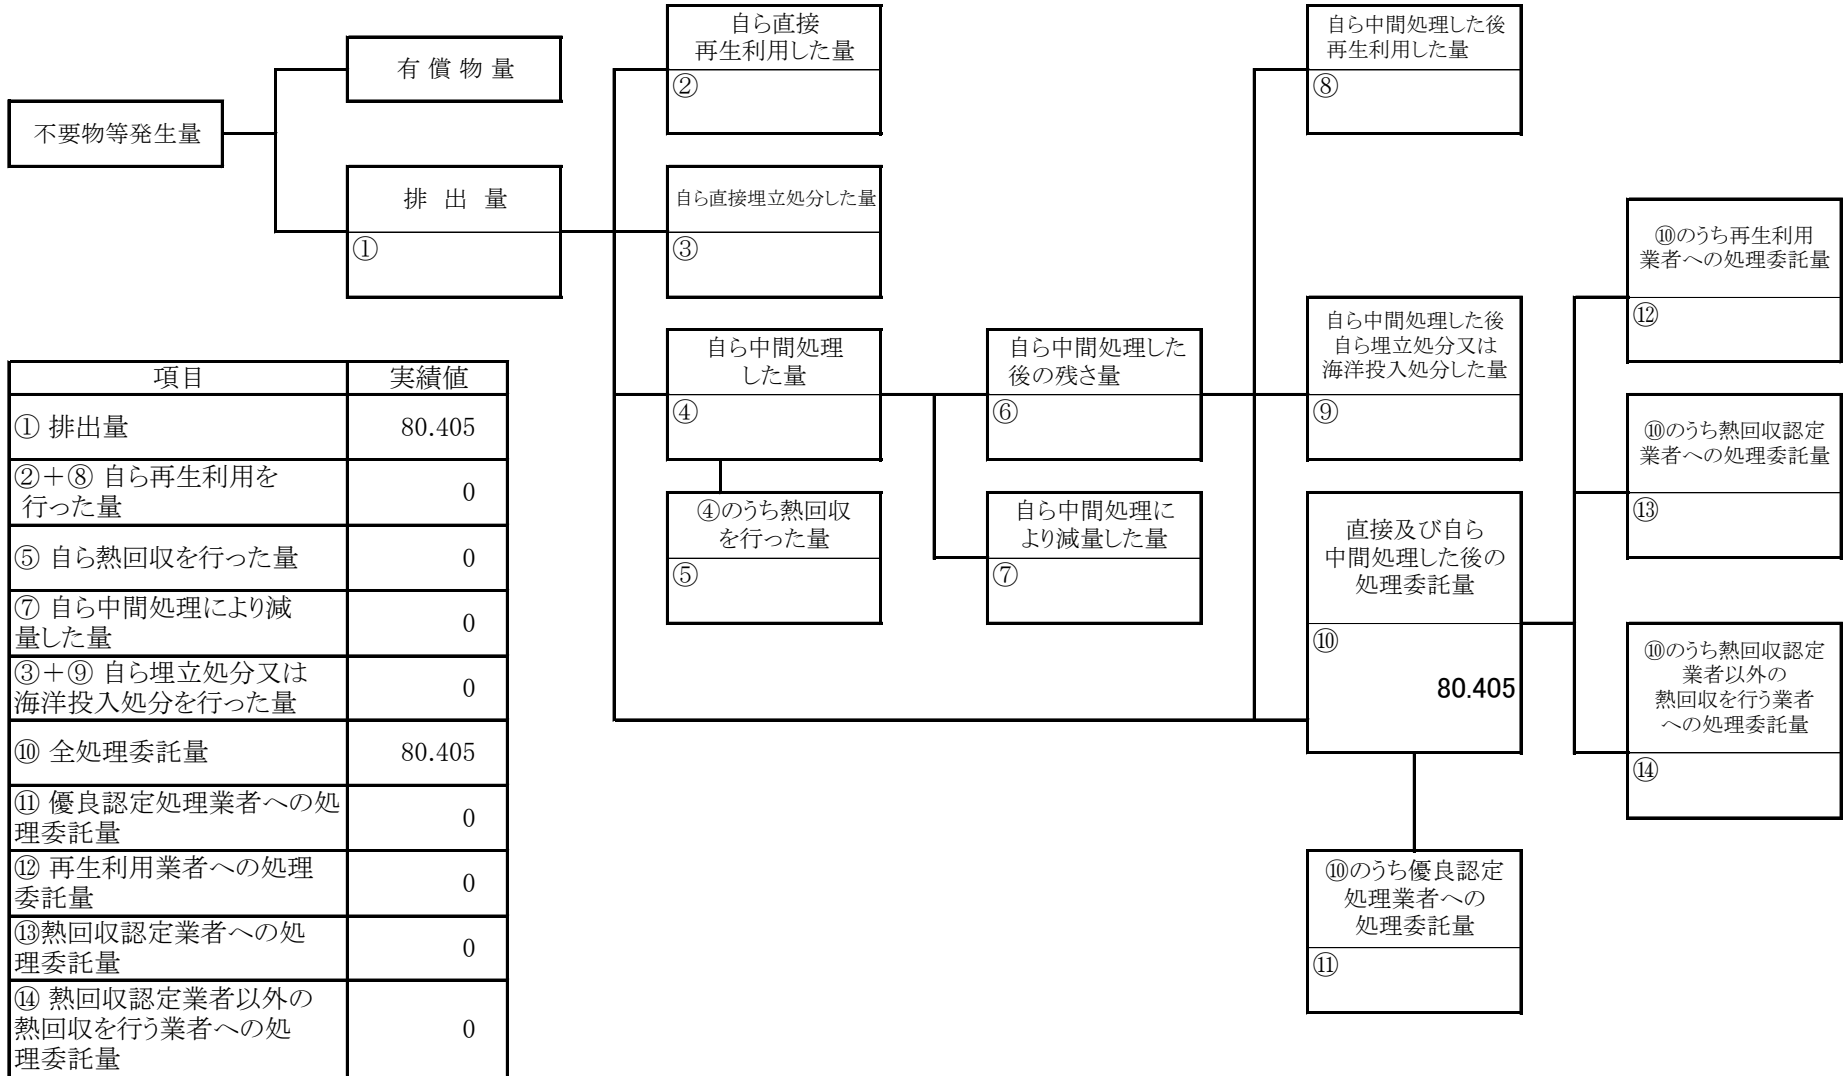 自ら直接
再生利用した量
②
自ら中間処理した後
再生利用した量
⑧
有 償 物 量
不要物等発生量
排 出 量
①
自ら直接埋立処分した量
③
⑩のうち再生利用
業者への処理委託量
⑫
自ら中間処理
した量
④
自ら中間処理した
後の残さ量
⑥
自ら中間処理した後
自ら埋立処分又は
海洋投入処分した量
⑨
⑩のうち熱回収認定
業者への処理委託量
⑬
④のうち熱回収
を行った量
⑤
自ら中間処理に
より減量した量
⑦
直接及び自ら
中間処理した後の
処理委託量
⑩
80.405
⑩のうち熱回収認定
業者以外の
熱回収を行う業者
への処理委託量
⑭
⑩のうち優良認定
処理業者への
処理委託量
⑪
項目 実績値
① 排出量 80.405
②+⑧ 自ら再生利用を
行った量 0
⑤ 自ら熱回収を行った量 0
⑦ 自ら中間処理により減
量した量 0
③+⑨ 自ら埋立処分又は
海洋投入処分を行った量 0
⑩ 全処理委託量 80.405
⑪ 優良認定処理業者への処
理委託量 0
⑫ 再生利用業者への処理
委託量 0
⑬熱回収認定業者への処
理委託量 0
⑭ 熱回収認定業者以外の
熱回収を行う業者への処
理委託量 0